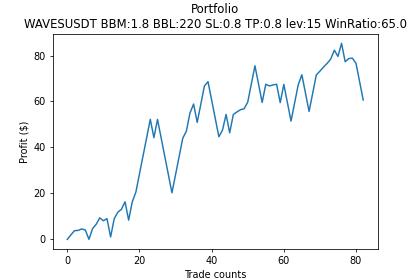 Portfolio
WAVESUSDT BBM:1.8 BBL:220 SL:0.8 TP:0.8 lev:15 WinRatio:65.0
80
60
40
20
0
Profit ($)
0 20 40 60 80
Trade counts